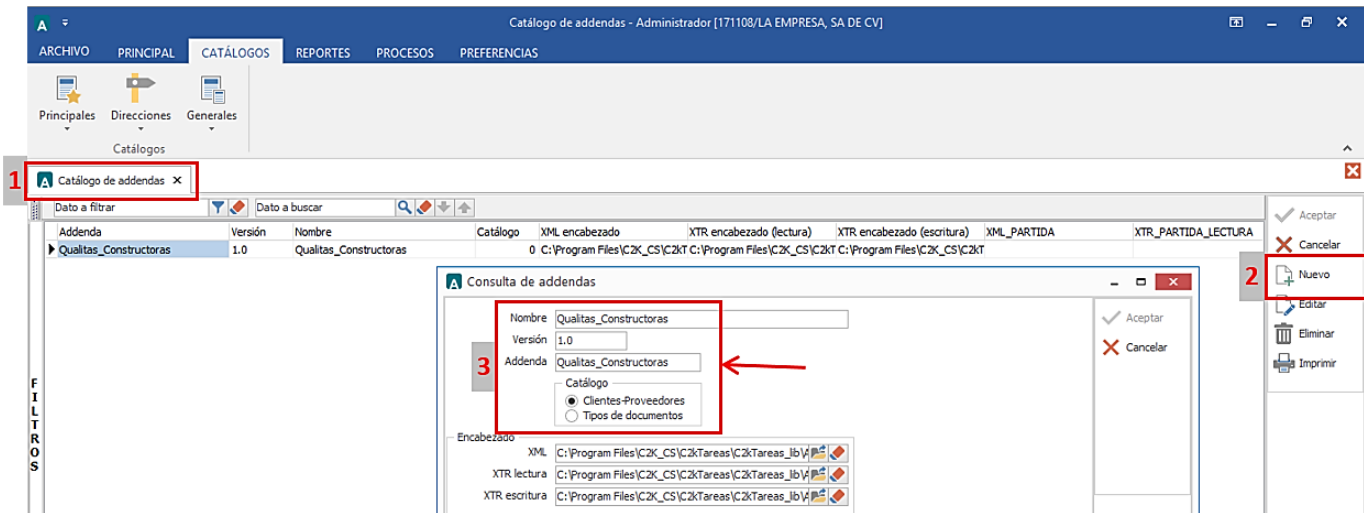 Catálogo de addendas - Administrador [171108/LA EMPRESA, SA DE CV]
ARCHIVO PRINCIPAL CATÁLOGOS REPORTES PROCESOS PREFERENCIAS
Principales Direcciones Generales
Catálogos
1 A Catálogo de addendas
Dato a filtrar Dato a buscar
Addenda Versión Nombre Catálogo XML encabezado XTR encabezado (lectura) XTR encabezado (escritura) XML_PARTIDA XTR_PARTIDA_LECTURA
Qualitas_Constructoras 1.0 Qualitas_Constructoras 0 C:\Program Files\C2K_CS\C2kT C:\Program Files\C2K_CS\C2kT C:\Program Files\C2K_CS\C2kT
Aceptar
Cancelar
2 Nuevo
Editar
Eliminar
Imprimir
FILTROS
A Consulta de addendas
3
Nombre Qualitas_Constructoras
Versión 1.0
Addenda Qualitas_Constructoras
Catálogo
Clientes-Proveedores
Tipos de documentos
Aceptar
Cancelar
Encabezado
XML C:\Program Files\C2K_CS\C2kTareas\C2kTareas_lib\A
XTR lectura C:\Program Files\C2K_CS\C2kTareas\C2kTareas_lib\A
XTR escritura C:\Program Files\C2K_CS\C2kTareas\C2kTareas_lib\A